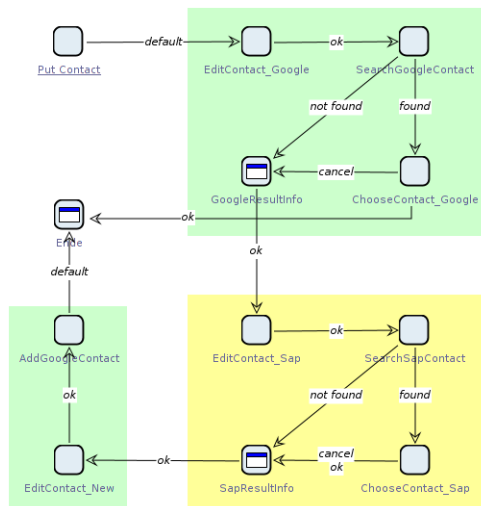 default
ok
Put Contact
EditContact_Google
SearchGoogleContact
not found
found
cancel
GoogleResultInfo
ChooseContact_Google
ok
Ende
ok
default
ok
AddGoogleContact
EditContact_Sap
SearchSapContact
ok
not found
found
cancel
ok
ok
EditContact_New
SapResultInfo
ChooseContact_Sap